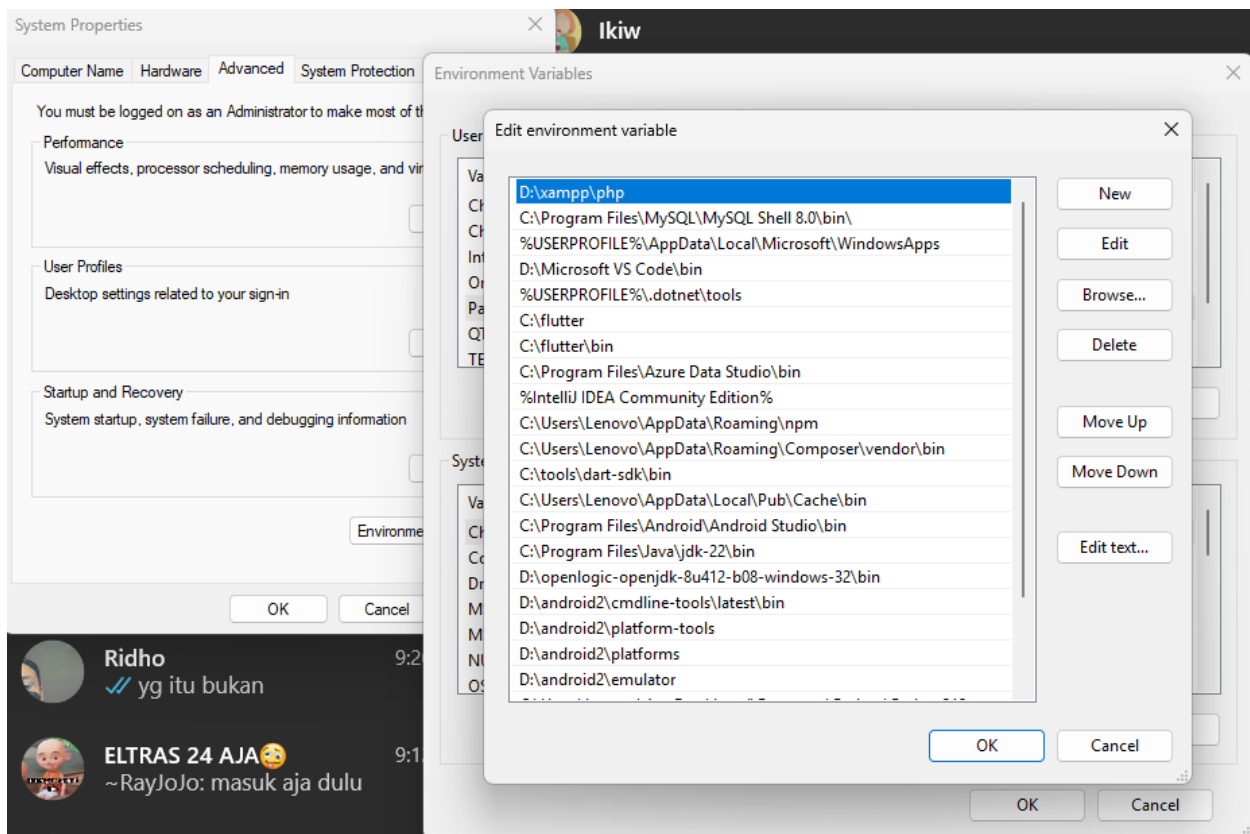 System Properties
Ikiw
Computer Name Hardware Advanced System Protection
Environment Variables
You must be logged on as an Administrator to make most of
Performance
Visual effects, processor scheduling, memory usage, and
User Profiles
Desktop settings related to your sign-in
Startup and Recovery
System startup, system failure, and debugging information
OK Cancel
User
Edit environment variable
D:\xampp\php
C:\Program Files\MySQL\MySQL Shell 8.0\bin\
%USERPROFILE%\AppData\Local\Microsoft\WindowsApps
D:\Microsoft VS Code\bin
%USERPROFILE%\.dotnet\tools
C:\flutter
C:\flutter\bin
C:\Program Files\Azure Data Studio\bin
%IntelliJ IDEA Community Edition%
C:\Users\Lenovo\AppData\Roaming\npm
C:\Users\Lenovo\AppData\Roaming\Composer\vendor\bin
C:\tools\dart-sdk\bin
C:\Users\Lenovo\AppData\Local\Pub\Cache\bin
C:\Program Files\Android\Android Studio\bin
C:\Program Files\Java\jdk-22\bin
D:\openlogic-openjdk-8u412-b08-windows-32\bin
D:\android2\cmdline-tools\latest\bin
D:\android2\platform-tools
D:\android2\platforms
D:\android2\emulator
New
Edit
Browse...
Delete
Move Up
Move Down
Edit text...
OK Cancel
OK Cancel
Ridho
yg itu bukan
ELTRAS 24 AJA😳
~RayJoJo: masuk aja dulu